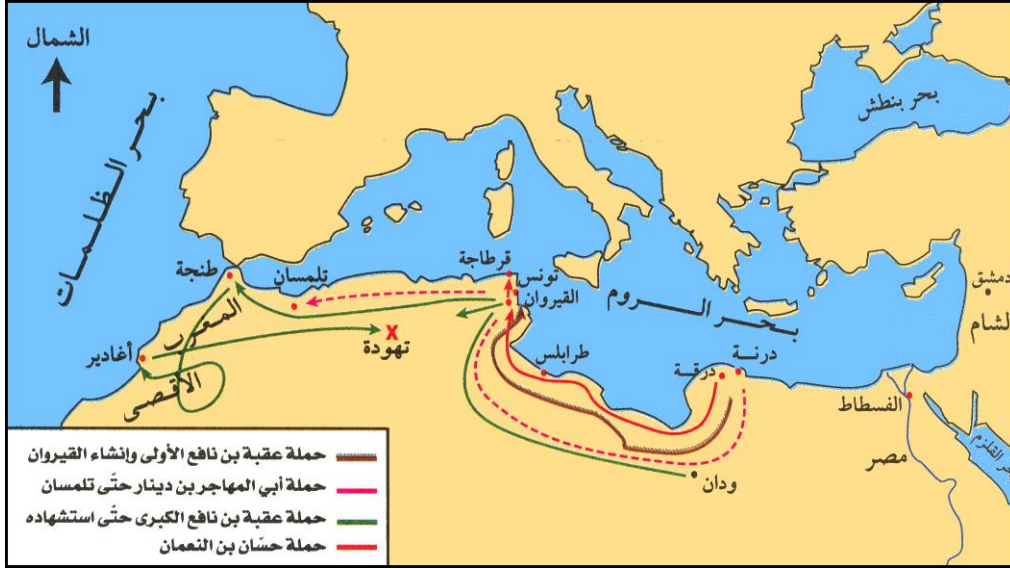 الشمال
بحر الظلمات
بحر بنطش
قرطاجة
تونس
القيروان
تلمسان
طنجة
المغرب
الأقصى
أغادير
تهودة
طرابلس
بحر الروم
درنة
درقة
دمشق
الشام
الفسطاط
مصر
بحر القلزم
ودان
حملة عقبة بن نافع الأولى وإنشاء القيروان
حملة أبي المهاجر بن دينار حتّى تلمسان
حملة عقبة بن نافع الكبرى حتّى استشهاده
حملة حسّان بن النعمان